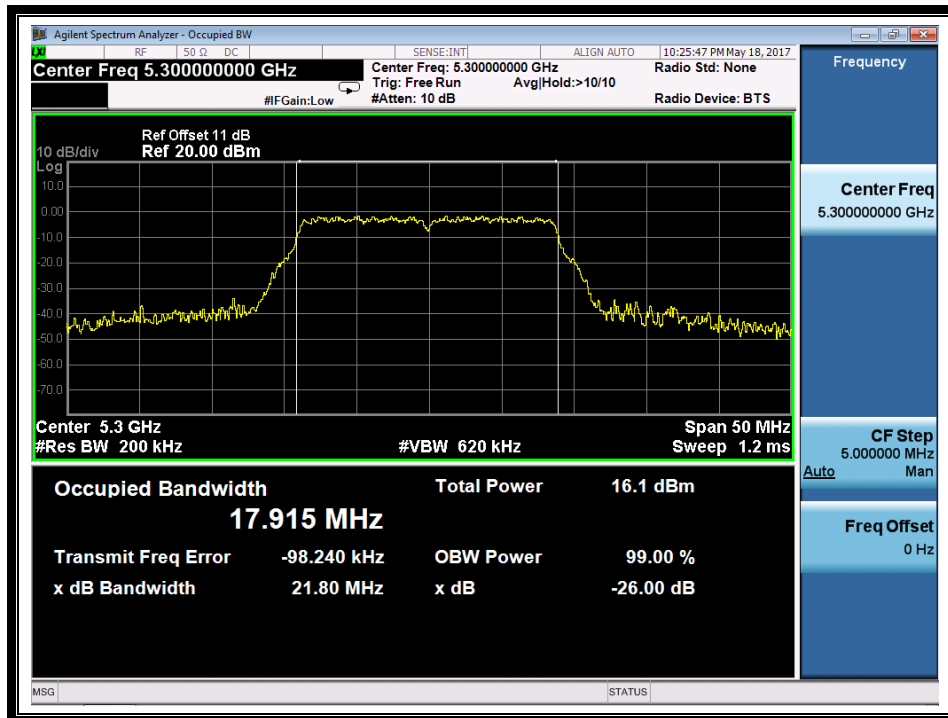 Agilent Spectrum Analyzer - Occupied BW
LXI RF 50 Ω DC SENSE:INT ALIGN AUTO 10:25:47 PM May 18, 2017
Center Freq 5.300000000 GHz
Center Freq: 5.300000000 GHz Radio Std: None
Trig: Free Run Avg|Hold:>10/10
#IFGain:Low #Atten: 10 dB Radio Device: BTS
Ref Offset 11 dB
10 dB/div Ref 20.00 dBm
Log
10.0
0.00
-10.0
-20.0
-30.0
-40.0
-50.0
-60.0
-70.0
Center 5.3 GHz Span 50 MHz
#Res BW 200 kHz #VBW 620 kHz Sweep 1.2 ms
Occupied Bandwidth Total Power 16.1 dBm
17.915 MHz
Transmit Freq Error -98.240 kHz OBW Power 99.00 %
x dB Bandwidth 21.80 MHz x dB -26.00 dB
MSG STATUS
Frequency
Center Freq
5.300000000 GHz
CF Step
5.000000 MHz
Auto Man
Freq Offset
0 Hz